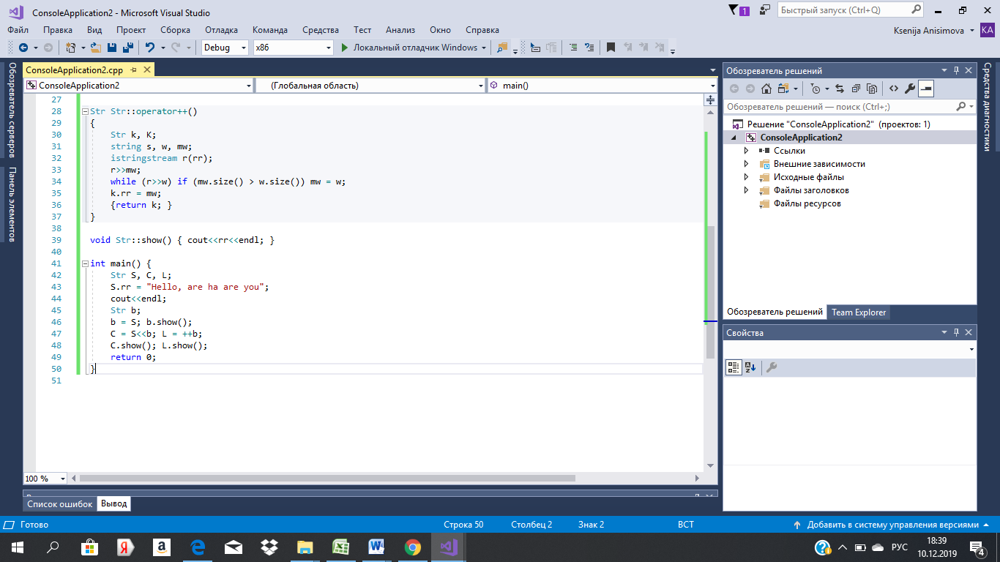 ConsoleApplication2 - Microsoft Visual Studio
1
Быстрый запуск (Ctrl+Q)
Файл Правка Вид Проект Сборка Отладка Команда Средства Тест Анализ Окно Справка
Ksenija Anisimova KA
Debug x86 Локальный отладчик Windows
Обозреватель серверов
Панель элементов
ConsoleApplication2.cpp
ConsoleApplication2 (Глобальная область) main()
27
28 Str Str::operator++()
29 {
30 Str k, K;
31 string s, w, mw;
32 istringstream r(rr);
33 r>>mw;
34 while (r>>w) if (mw.size() > w.size()) mw = w;
35 k.rr = mw;
36 {return k; }
37 }
38
39 void Str::show() { cout<<rr<<endl; }
40
41 int main() {
42 Str S, C, L;
43 S.rr = "Hello, are ha are you";
44 cout<<endl;
45 Str b;
46 b = S; b.show();
47 C = S<<b; L = ++b;
48 C.show(); L.show();
49 return 0;
50 }
51
100 %
Список ошибок Вывод
Обозреватель решений
Обозреватель решений — поиск (Ctrl+;)
Решение "ConsoleApplication2" (проектов: 1)
ConsoleApplication2
Ссылки
Внешние зависимости
Исходные файлы
Файлы заголовков
Файлы ресурсов
Обозреватель решений Team Explorer
Свойства
Средства диагностики
Готово Строка 50 Столбец 2 Знак 2 ВСТ Добавить в систему управления версиями
РУС 18:39
10.12.2019
4